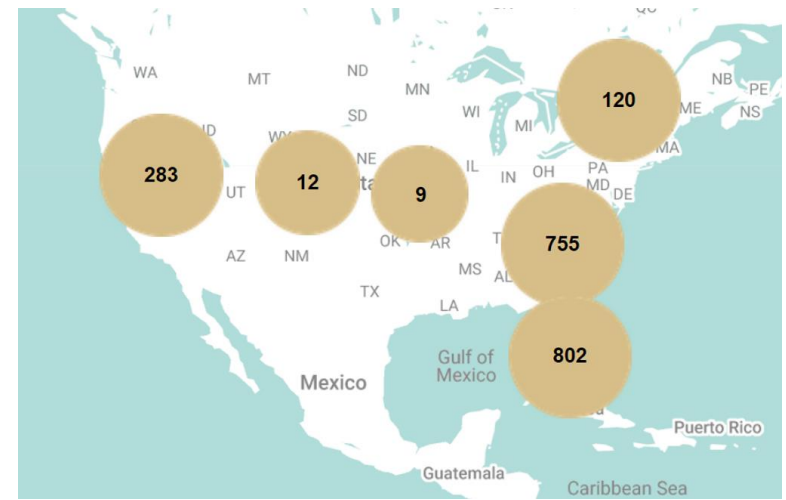 WA
MT
ND
MN
NB
PE
120
SD
WI
MI
ME
NS
283
ID
NE
IL
IN
OH
PA
MA
UT
12
9
MD
DE
AZ
NM
OK
AR
755
TX
MS
AL
LA
Gulf of
Mexico
802
Mexico
Puerto Rico
Guatemala
Caribbean Sea